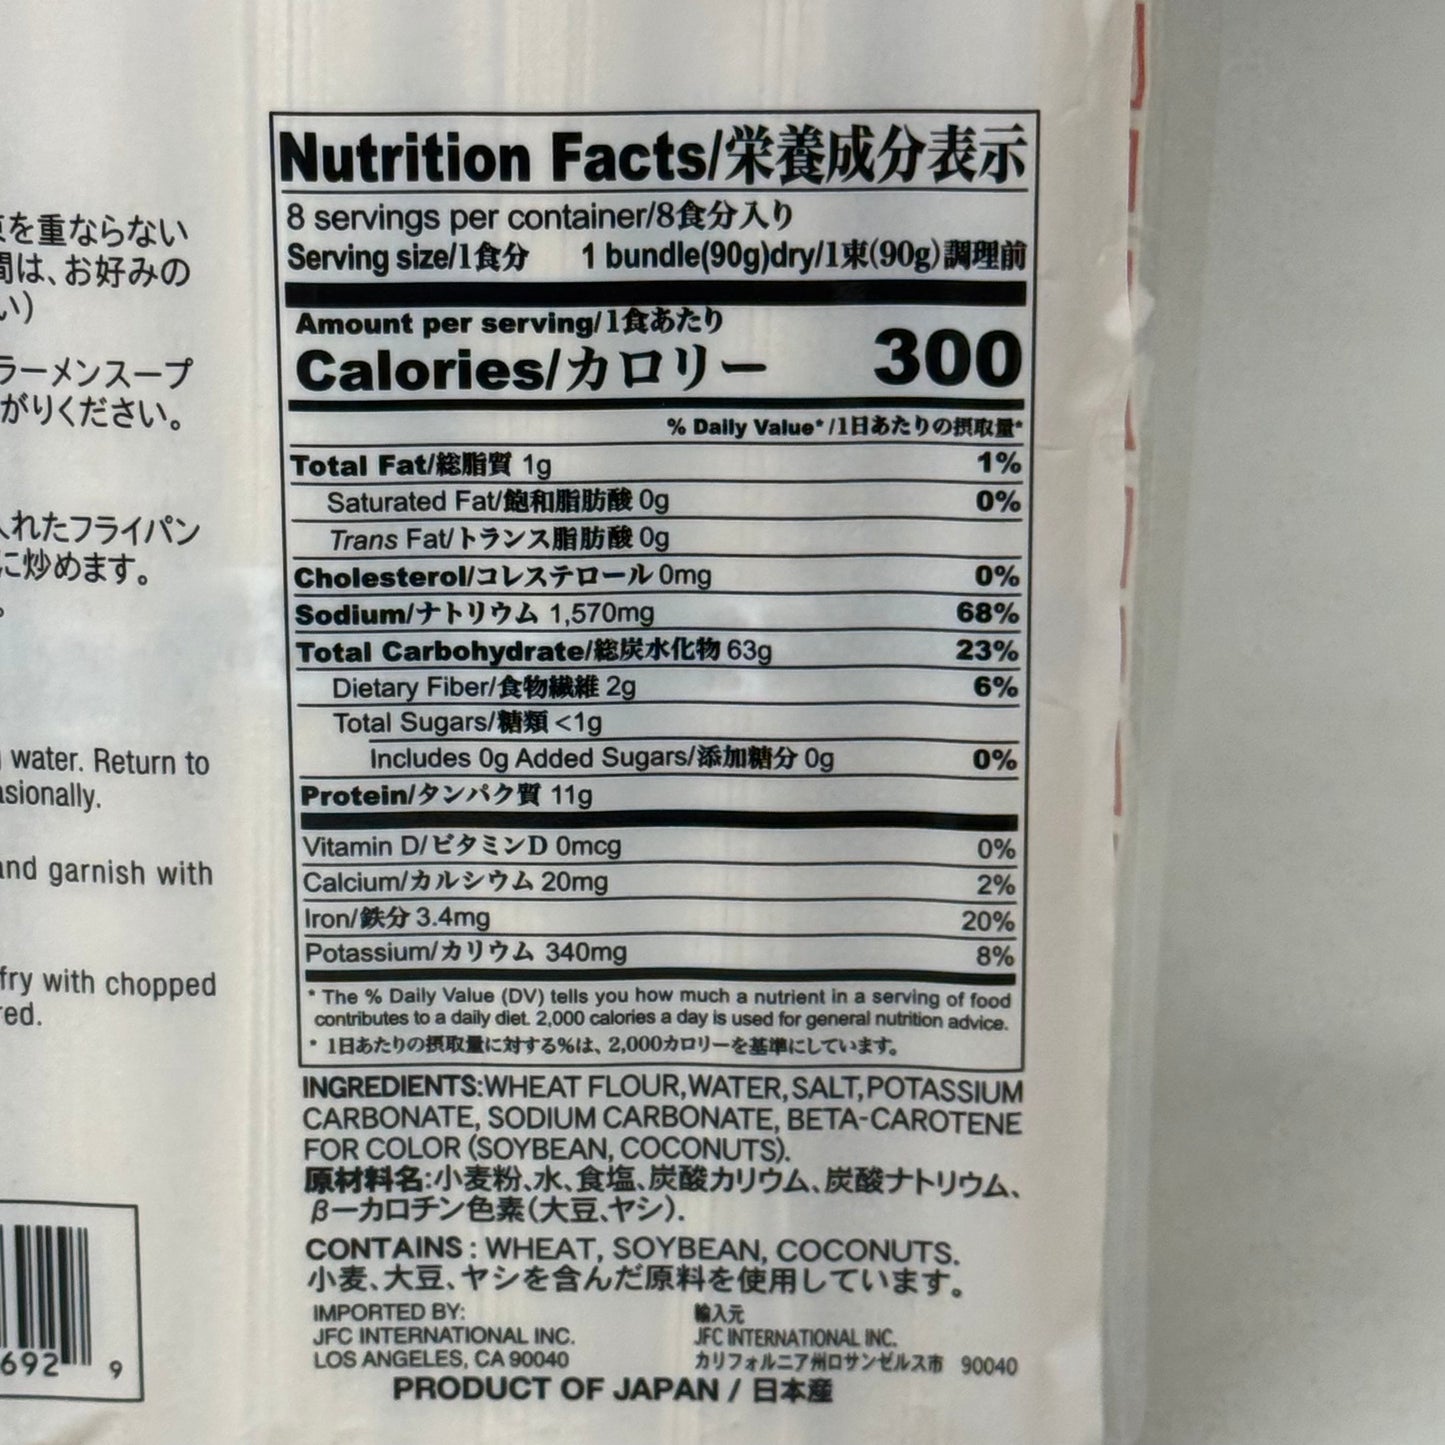 を重ならない
間は、お好みの
い)
ラーメンスープ
がりください。
れたフライパン
に炒めます。
water. Return to
asionally.
and garnish with
fry with chopped
red.
692 9
Nutrition Facts/栄養成分表示
8 servings per container/8食分入り
Serving size/1食分 1 bundle(90g)dry/1束(90g)調理前
Amount per serving/1食あたり
Calories/カロリー 300
% Daily Value*/1日あたりの摂取量*
Total Fat/総脂質 1g 1%
Saturated Fat/飽和脂肪酸 0g 0%
Trans Fat/トランス脂肪酸 0g
Cholesterol/コレステロール 0mg 0%
Sodium/ナトリウム 1,570mg 68%
Total Carbohydrate/総炭水化物 63g 23%
Dietary Fiber/食物繊維 2g 6%
Total Sugars/糖類 <1g
Includes 0g Added Sugars/添加糖分 0g 0%
Protein/タンパク質 11g
Vitamin D/ビタミンD 0mcg 0%
Calcium/カルシウム 20mg 2%
Iron/鉄分 3.4mg 20%
Potassium/カリウム 340mg 8%
* The % Daily Value (DV) tells you how much a nutrient in a serving of food
contributes to a daily diet. 2,000 calories a day is used for general nutrition advice.
* 1日あたりの摂取量に対する%は、2,000カロリーを基準にしています。
INGREDIENTS:WHEAT FLOUR,WATER,SALT,POTASSIUM
CARBONATE, SODIUM CARBONATE, BETA-CAROTENE
FOR COLOR (SOYBEAN, COCONUTS).
原材料名:小麦粉、水、食塩、炭酸カリウム、炭酸ナトリウム、
β-カロチン色素(大豆、ヤシ).
CONTAINS : WHEAT, SOYBEAN, COCONUTS.
小麦、大豆、ヤシを含んだ原料を使用しています。
IMPORTED BY:
JFC INTERNATIONAL INC.
LOS ANGELES, CA 90040
輸入元
JFC INTERNATIONAL INC.
カリフォルニア州ロサンゼルス市 90040
PRODUCT OF JAPAN / 日本産